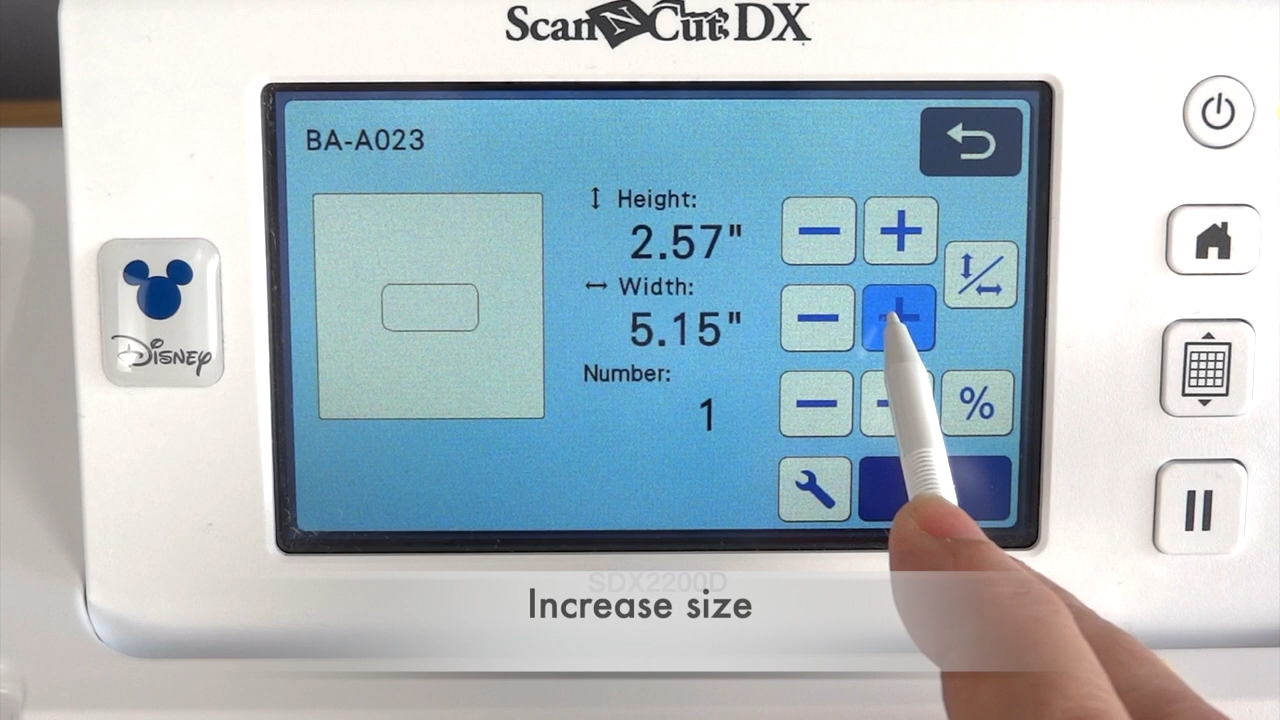 ScanNCut DX
BA-A023
Height:
2.57"
Width:
5.15"
Number:
1
%
Disney
SDX2200D
Increase size